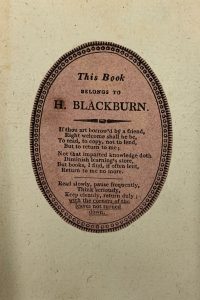 This Book
BELONGS TO
H. BLACKBURN.
If thou art borrow'd by a friend,
Right welcome shall he be,
To read, to copy, not to lend,
But to return to me;
Not that imparted knowledge doth
Diminish learning's store,
But books, I find, if often lent,
Return to me no more.
Read slowly, pause frequently,
Think seriously,
Keep cleanly, return duly;
with the corners of the
leaves not turned
down.